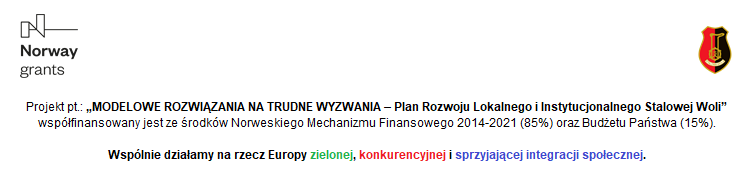 Norway
grants
Projekt pt.: „MODELOWE ROZWIĄZANIA NA TRUDNE WYZWANIA – Plan Rozwoju Lokalnego i Instytucjonalnego Stalowej Woli”
współfinansowany jest ze środków Norweskiego Mechanizmu Finansowego 2014-2021 (85%) oraz Budżetu Państwa (15%).
Wspólnie działamy na rzecz Europy zielonej, konkurencyjnej i sprzyjającej integracji społecznej.